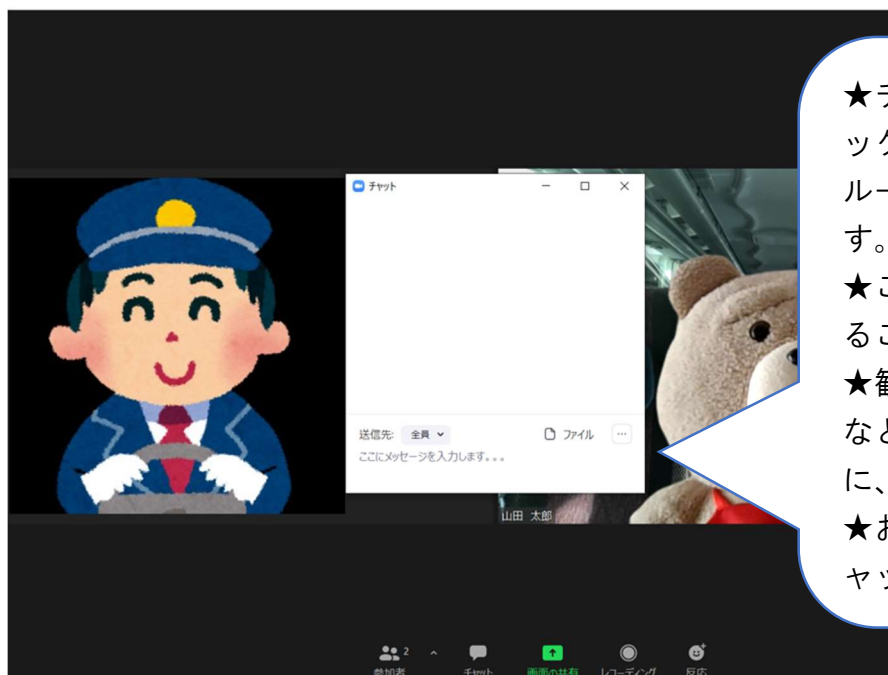 チャット
送信先: 全員
ファイル
ここにメッセージを入力します。。。
山田 太郎
2
参加者
チャット
画面の共有
レコーディング
反応
★チ
ック
ルー
す。
★こ
るこ
★観
など
に、
★お
ャッ